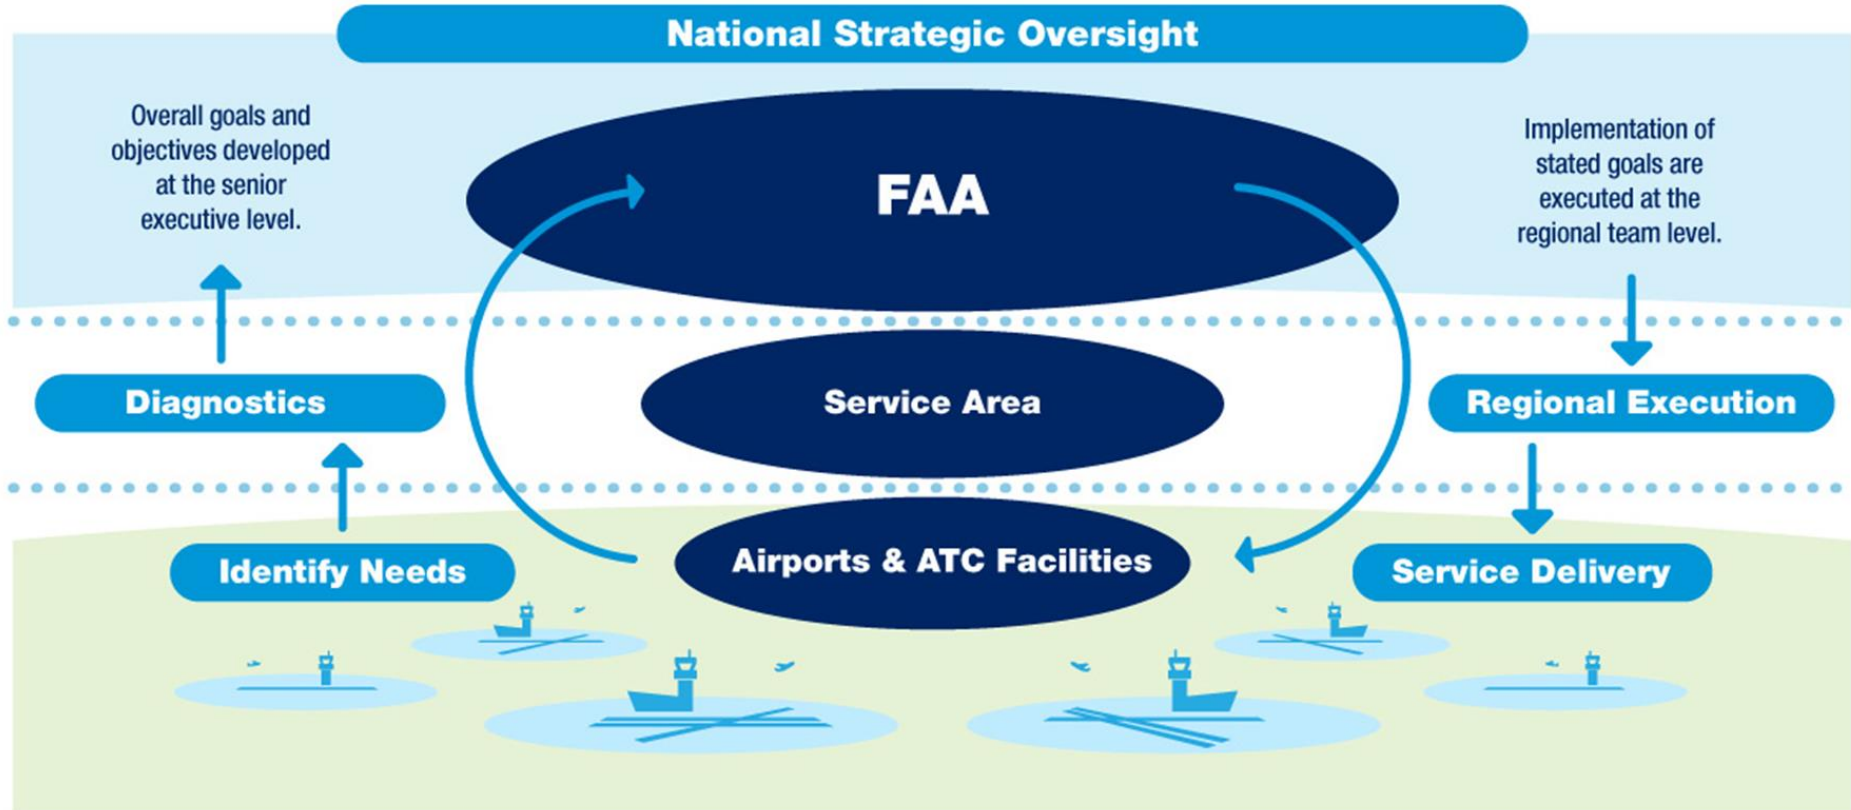 National Strategic Oversight
Overall goals and
objectives developed
at the senior
executive level.
FAA
Implementation of
stated goals are
executed at the
regional team level.
Diagnostics
Service Area
Regional Execution
Identify Needs
Airports & ATC Facilities
Service Delivery